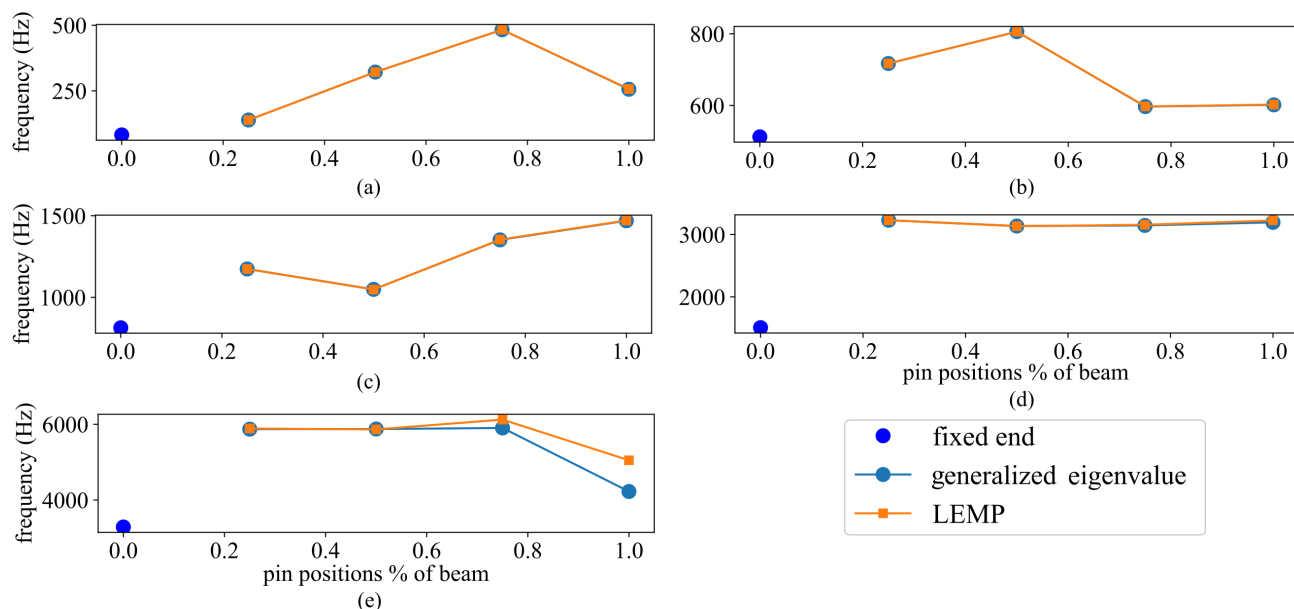 500
250
frequency (Hz)
0.0 0.2 0.4 0.6 0.8 1.0
(a)
800
600
0.0 0.2 0.4 0.6 0.8 1.0
(b)
1500
1000
frequency (Hz)
0.0 0.2 0.4 0.6 0.8 1.0
(c)
3000
2000
0.0 0.2 0.4 0.6 0.8 1.0
pin positions % of beam
(d)
6000
4000
frequency (Hz)
0.0 0.2 0.4 0.6 0.8 1.0
pin positions % of beam
(e)
fixed end
generalized eigenvalue
LEMP